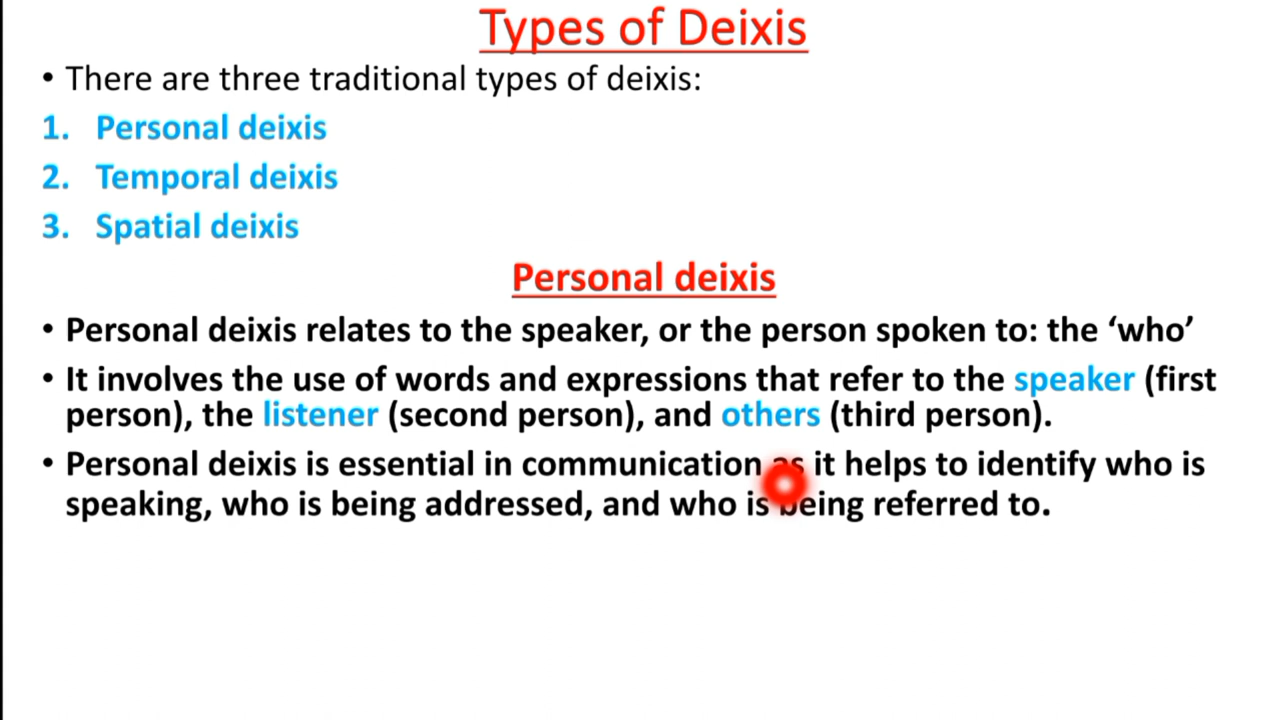 Types of Deixis
• There are three traditional types of deixis:
1. Personal deixis
2. Temporal deixis
3. Spatial deixis
Personal deixis
• Personal deixis relates to the speaker, or the person spoken to: the ‘who’
• It involves the use of words and expressions that refer to the speaker (first
person), the listener (second person), and others (third person).
• Personal deixis is essential in communication as it helps to identify who is
speaking, who is being addressed, and who is being referred to.